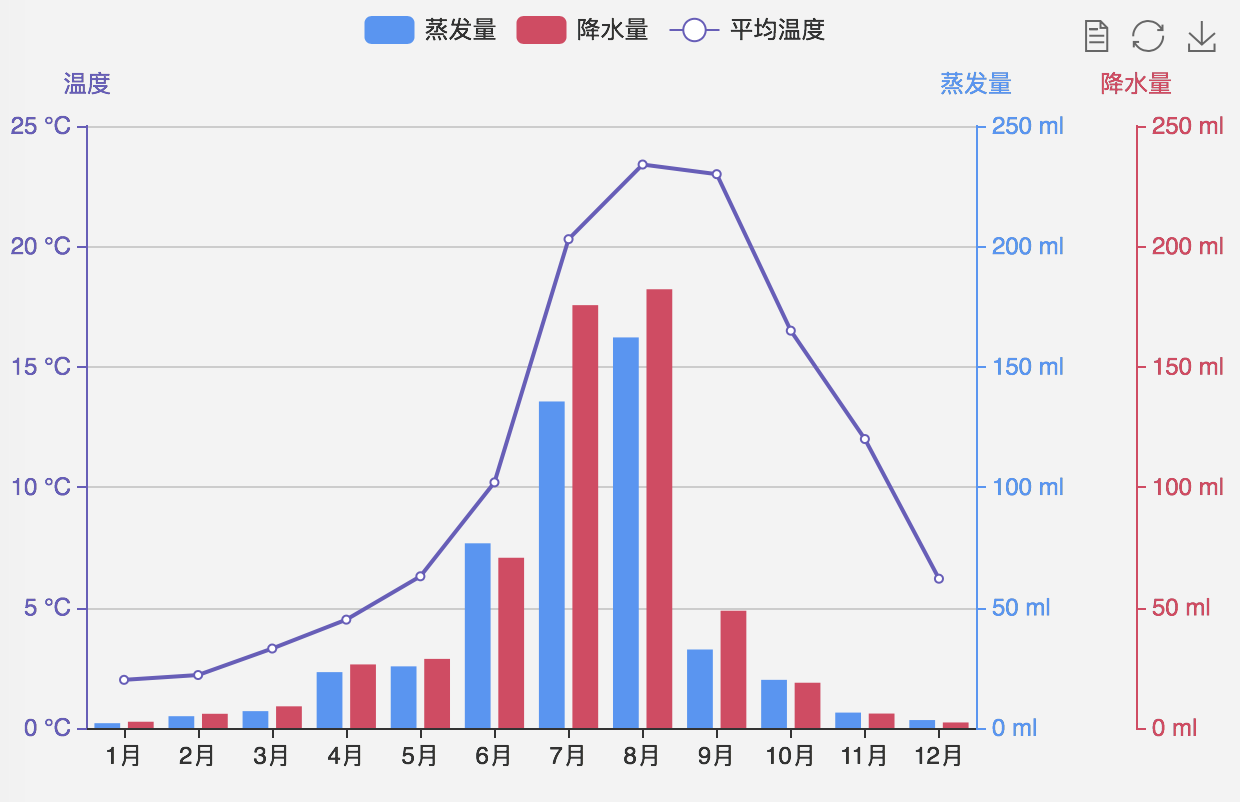 蒸发量 降水量 平均温度
温度 蒸发量 降水量
25 °C 250 ml 250 ml
20 °C 200 ml 200 ml
15 °C 150 ml 150 ml
10 °C 100 ml 100 ml
5 °C 50 ml 50 ml
0 °C 0 ml 0 ml
1月 2月 3月 4月 5月 6月 7月 8月 9月 10月 11月 12月